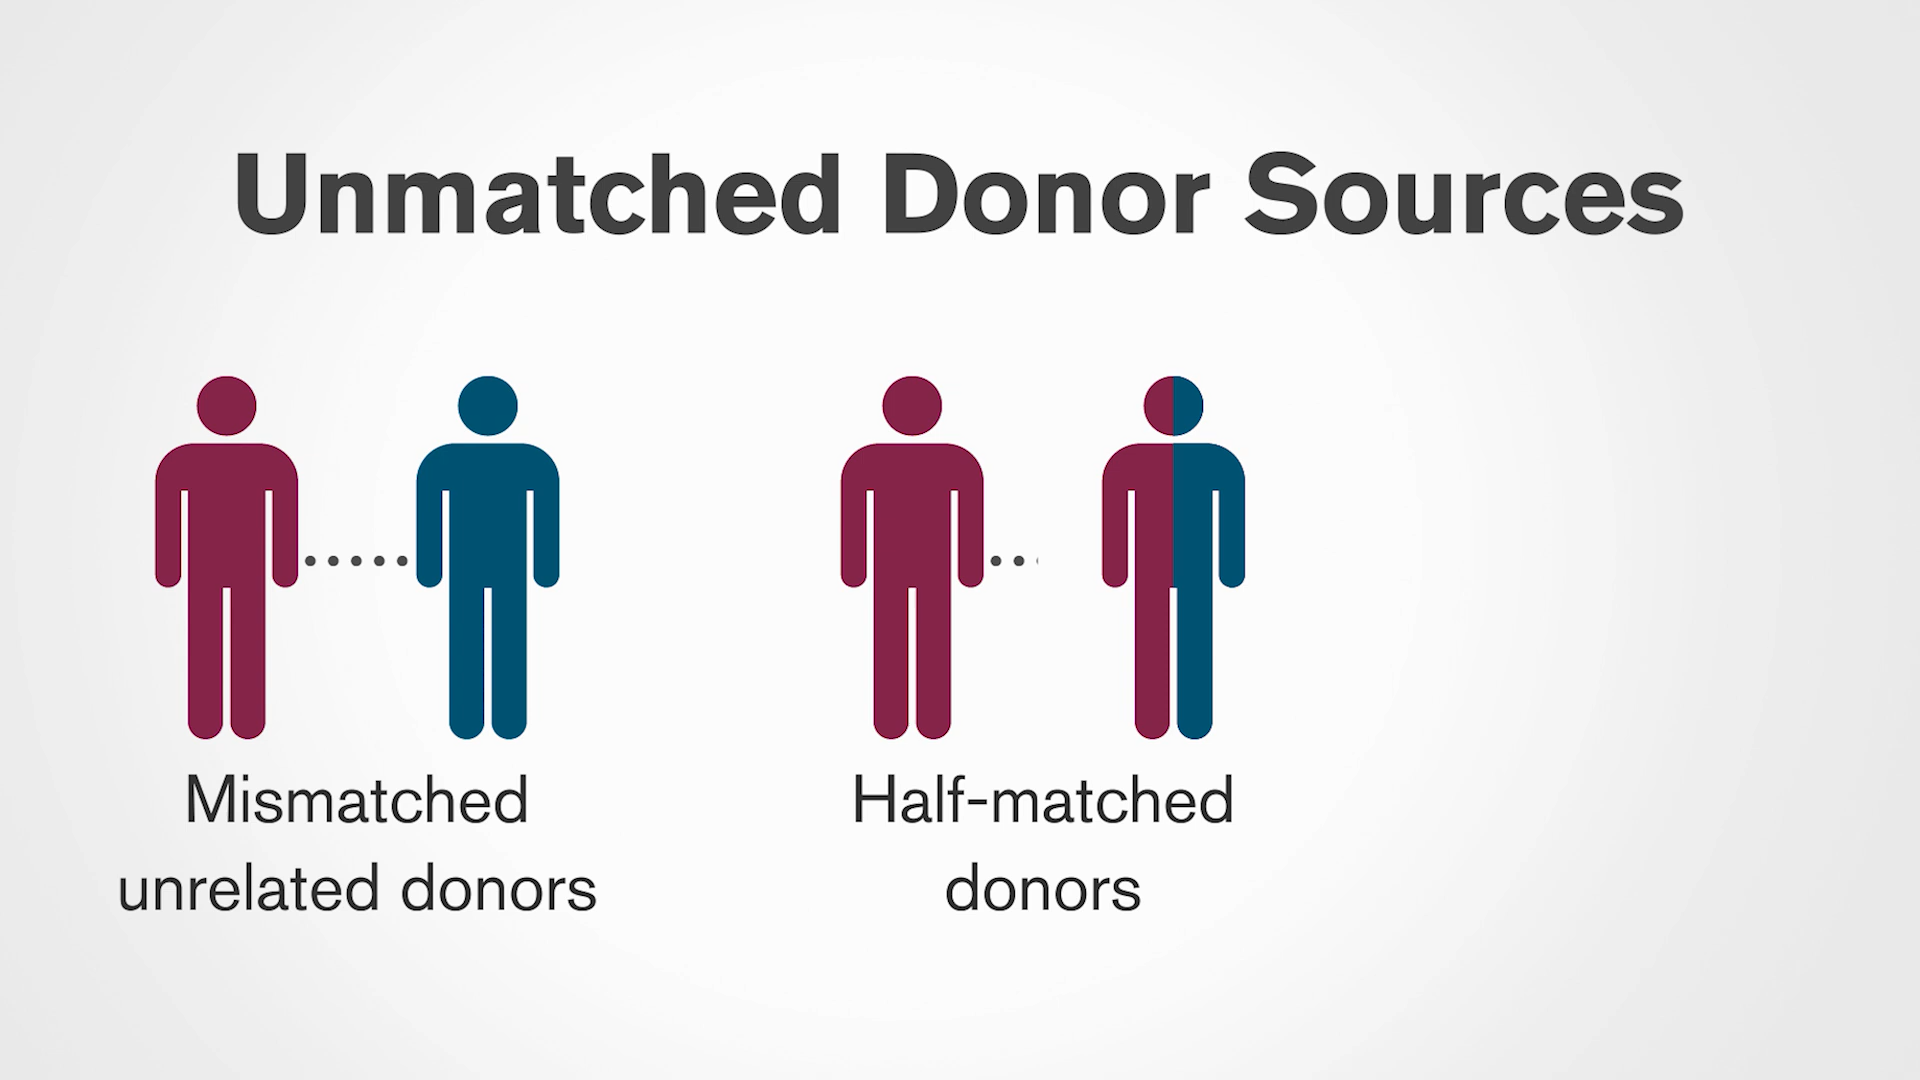 Unmatched Donor Sources
Mismatched
unrelated donors
Half-matched
donors